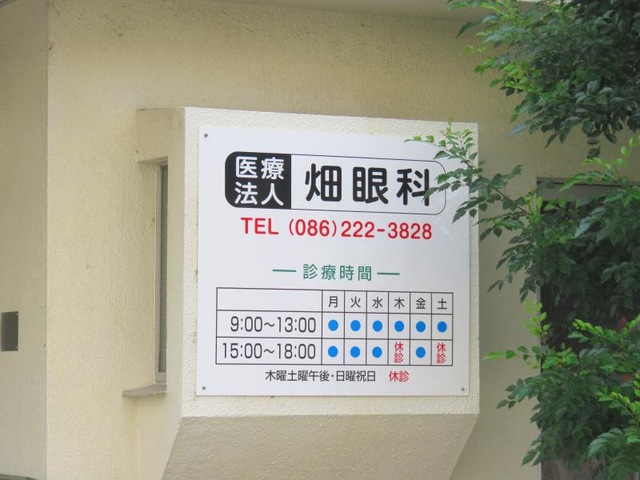 医療法人 畑眼科
TEL (086)222-3828
診療時間
月 火 水 木 金 土
9:00~13:00 ● ● ● ● ● ●
15:00~18:00 ● ● ● 休診 ● 休診
木曜土曜午後・日曜祝日 休診